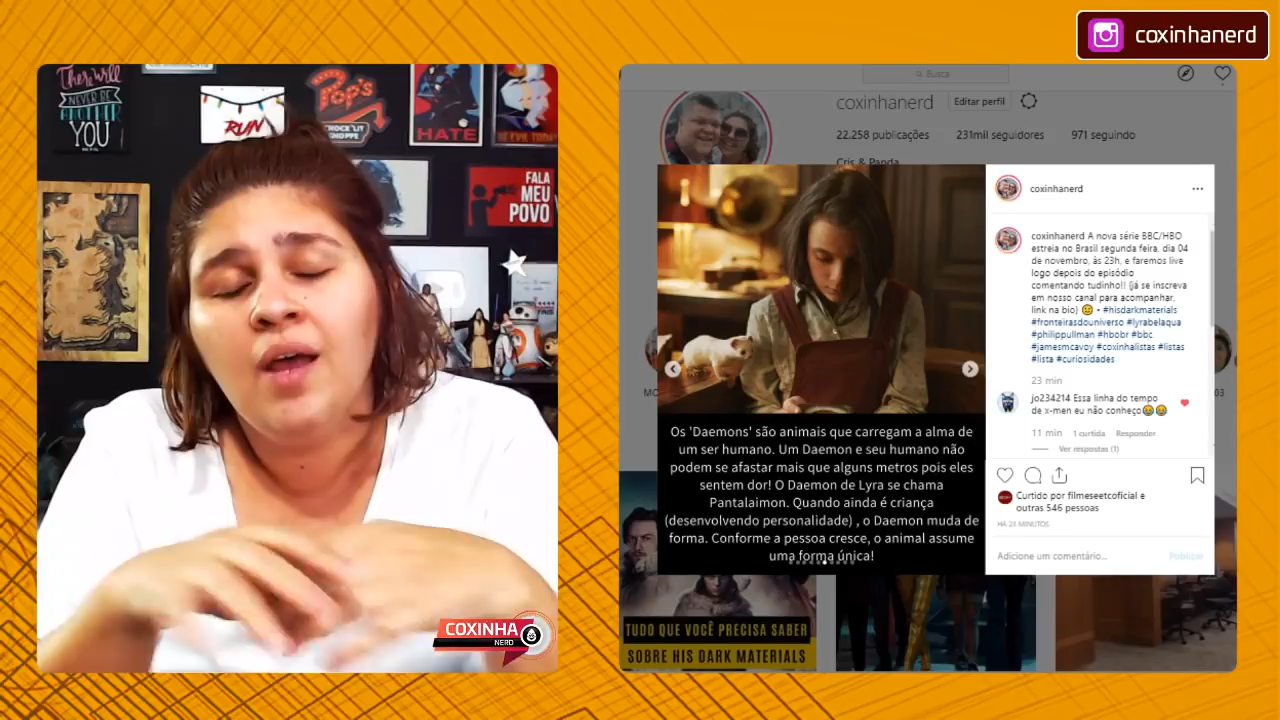 coxinhanerd
There will
NEVER BE
ANOTHER
YOU
RUN
POP'S
CHOCK'LIT
SHOPPE
HATE
FALA
MEU
POVO
HBO
COXINHA
NERD
Busca
coxinhanerd
Editar perfil
22.258 publicações
231mil seguidores
971 seguindo
Cris & Panda
Os 'Daemons' são animais que carregam a alma de
um ser humano. Um Daemon e seu humano não
podem se afastar mais que alguns metros pois eles
sentem dor! O Daemon de Lyra se chama
Pantalaimon. Quando ainda é criança
(desenvolvendo personalidade) , o Daemon muda de
forma. Conforme a pessoa cresce, o animal assume
uma forma única!
coxinhanerd
coxinhanerd A nova série BBC/HBO
estreia no Brasil segunda feira, dia 04
de novembro, às 23h, e faremos live
logo depois do episódio
comentando tudinho!! (já se inscreva
em nosso canal para acompanhar,
link na bio) 😉 • #hisdarkmaterials
#fronteirasdouniverso #lyrabelaqua
#philippullman #hbobr #bbc
#jamesmcavoy #coxinhalistas #listas
#lista #curiosidades
23 min
jo234214 Essa linha do tempo
de x-men eu não conheço😂😂
11 min 1 curtida Responder
Ver respostas (1)
Curtido por filmeseetcoficial e
outras 546 pessoas
HÁ 23 MINUTOS
Adicione um comentário...
Publicar
TUDO QUE VOCÊ PRECISA SABER
SOBRE HIS DARK MATERIALS